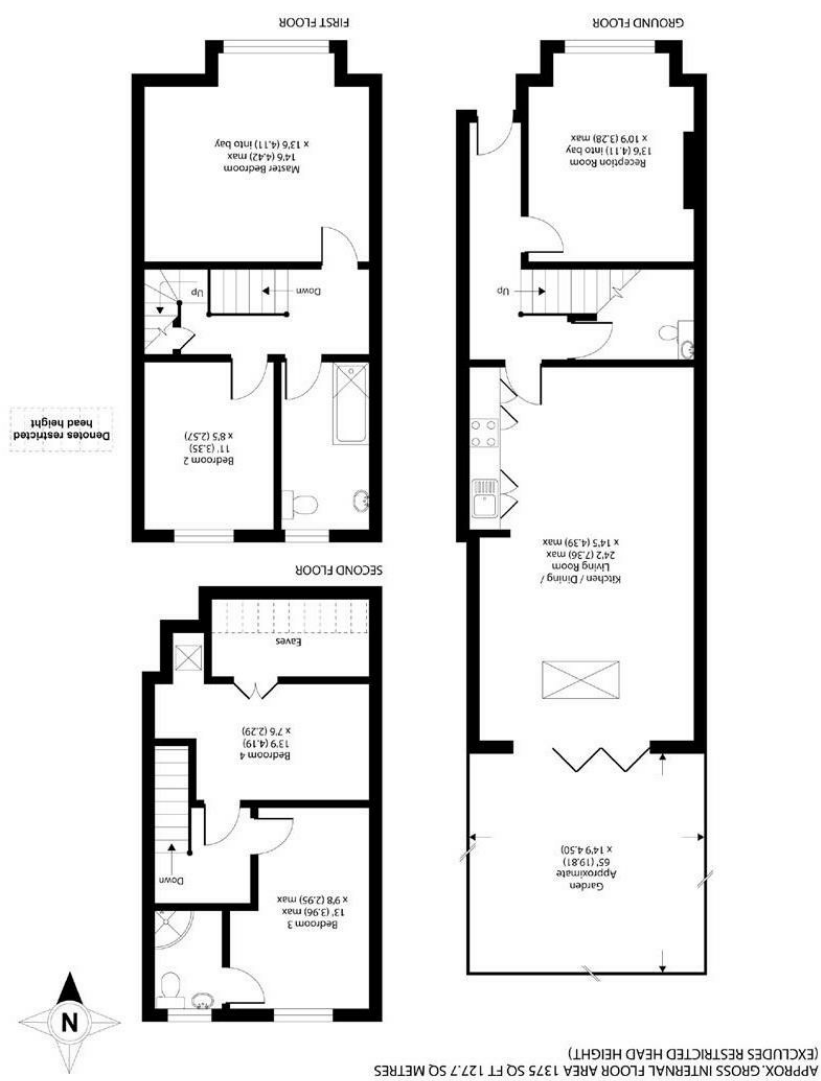 APPROX. GROSS INTERNAL FLOOR AREA 1375 SQ FT 127.7 SQ METRES
(EXCLUDES RESTRICTED HEAD HEIGHT)
N
Garden
Approximate
65' (19.81)
x 14'9 4.50)
Kitchen / Dining /
Living Room
24'2 (7.36) max
x 14'5 (4.39) max
Up
Reception Room
13'6 (4.11) into bay
x 10'9 (3.28) max
GROUND FLOOR
Bedroom 3
13' (3.96) max
x 9'8 (2.95) max
Down
Bedroom 4
13'9 (4.19)
x 7'6 (2.29)
Eaves
SECOND FLOOR
Bedroom 2
11' (3.35)
x 8'5 (2.57)
Denotes restricted
head height
Down
Up
Master Bedroom
14'6 (4.42) max
x 13'6 (4.11) into bay
FIRST FLOOR